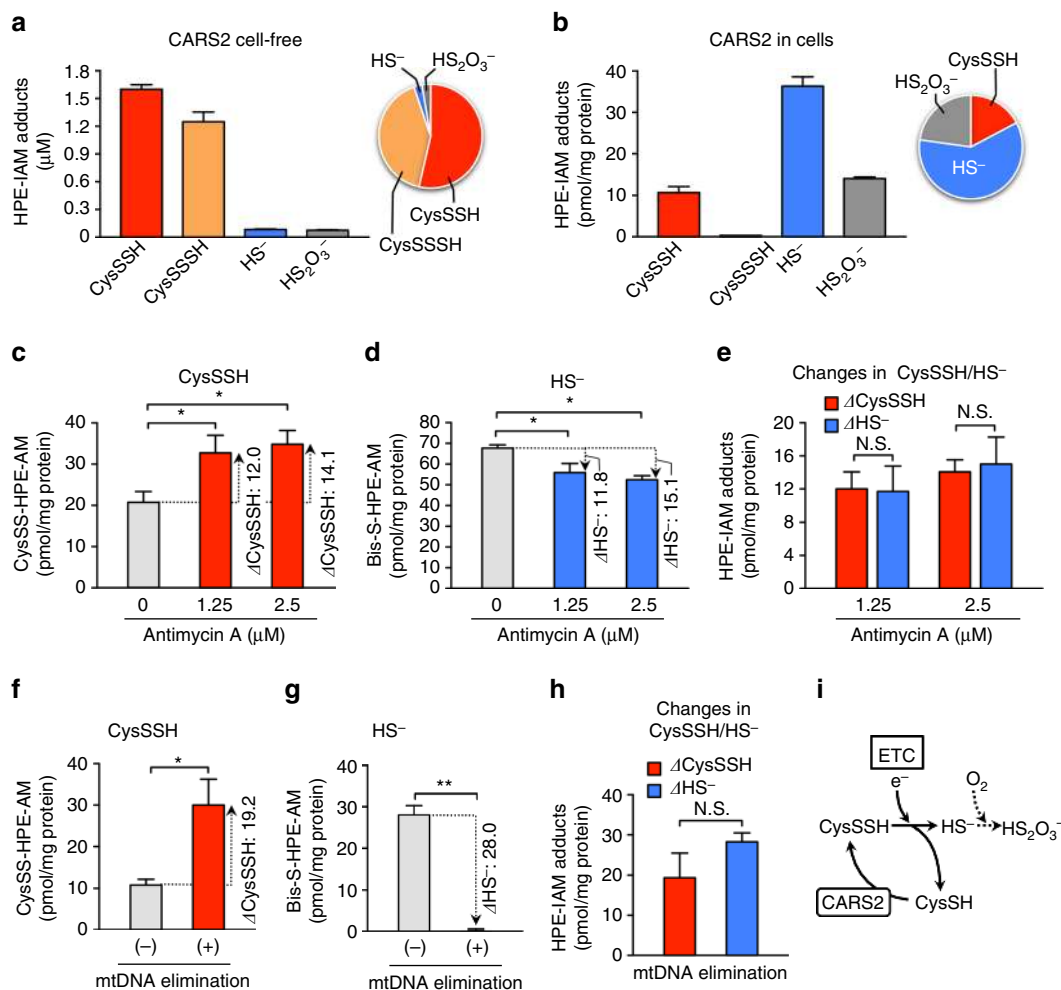 a
CARS2 cell-free
HPE-IAM adducts
(μM)
1.8
1.2
0.9
0.6
0.3
0
CysSSH
CysSSSH
HS⁻
HS₂O₃⁻
HS⁻
HS₂O₃⁻
CysSSSH
CysSSH
b
CARS2 in cells
HPE-IAM adducts
(pmol/mg protein)
40
30
20
10
0
CysSSH
CysSSSH
HS⁻
HS₂O₃⁻
CysSSH
HS₂O₃⁻
HS⁻
c
CysSSH
CysSS-HPE-AM
(pmol/mg protein)
40
30
20
10
0
*
*
ΔCysSSH: 12.0
ΔCysSSH: 14.1
0 1.25 2.5
Antimycin A (μM)
d
HS⁻
Bis-S-HPE-AM
(pmol/mg protein)
80
70
60
50
40
30
20
10
0
*
*
ΔHS⁻: 11.8
ΔHS⁻: 15.1
0 1.25 2.5
Antimycin A (μM)
e
Changes in CysSSH/HS⁻
ΔCysSSH
ΔHS⁻
HPE-IAM adducts
(pmol/mg protein)
20
16
12
8
4
0
N.S.
N.S.
1.25 2.5
Antimycin A (μM)
f
CysSSH
CysSS-HPE-AM
(pmol/mg protein)
40
30
20
10
0
*
ΔCysSSH: 19.2
(−) (+)
mtDNA elimination
g
HS⁻
Bis-S-HPE-AM
(pmol/mg protein)
40
30
20
10
0
**
ΔHS⁻: 28.0
(−) (+)
mtDNA elimination
h
Changes in
CysSSH/HS⁻
ΔCysSSH
ΔHS⁻
HPE-IAM adducts
(pmol/mg protein)
40
30
20
10
0
N.S.
mtDNA elimination
i
ETC
e⁻
O₂
CysSSH
HS⁻
HS₂O₃⁻
CARS2
CysSH